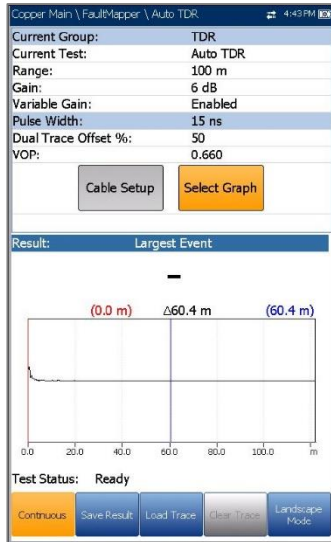 Copper Main \ FaultMapper \ Auto TDR 4:43 PM
Current Group: TDR
Current Test: Auto TDR
Range: 100 m
Gain: 6 dB
Variable Gain: Enabled
Pulse Width: 15 ns
Dual Trace Offset %: 50
VOP: 0.660
Cable Setup Select Graph
Result: Largest Event
–
(0.0 m) Δ60.4 m (60.4 m)
0.0 20.0 40.0 60.0 80.0 100.0 m
Test Status: Ready
Continuous Save Result Load Trace Clear Trace Landscape Mode